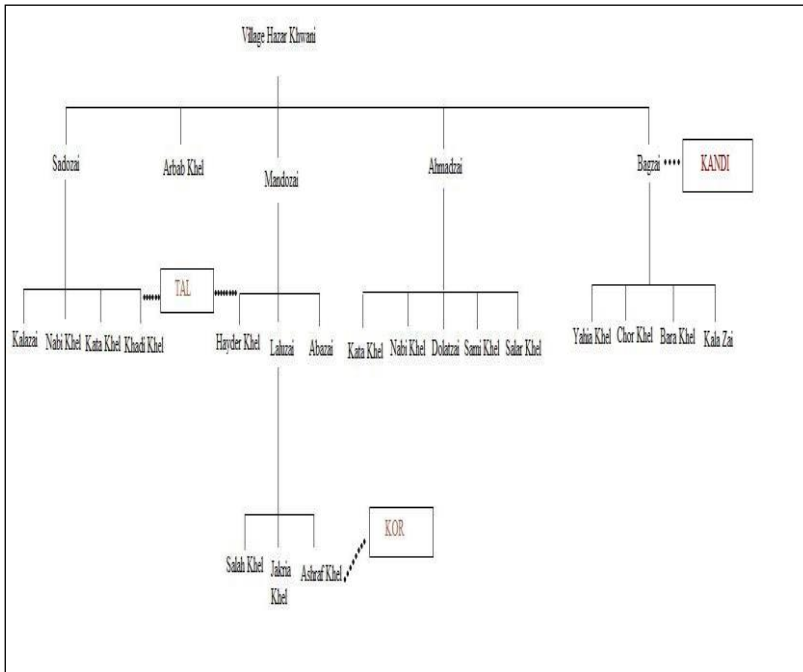 Village Hazar Khwani
Sadozai
Arbab Khel
Mandozai
Ahmadzai
Bagzai
KANDI
TAL
Kalazai
Nabi Khel
Kata Khel
Khadi Khel
Hayder Khel
Laluzai
Abazai
Kata Khel
Nabi Khel
Dolatzai
Sami Khel
Salar Khel
Yahia Khel
Chor Khel
Bara Khel
Kala Zai
KOR
Salah Khel
Jakria
Khel
Ashraf Khel